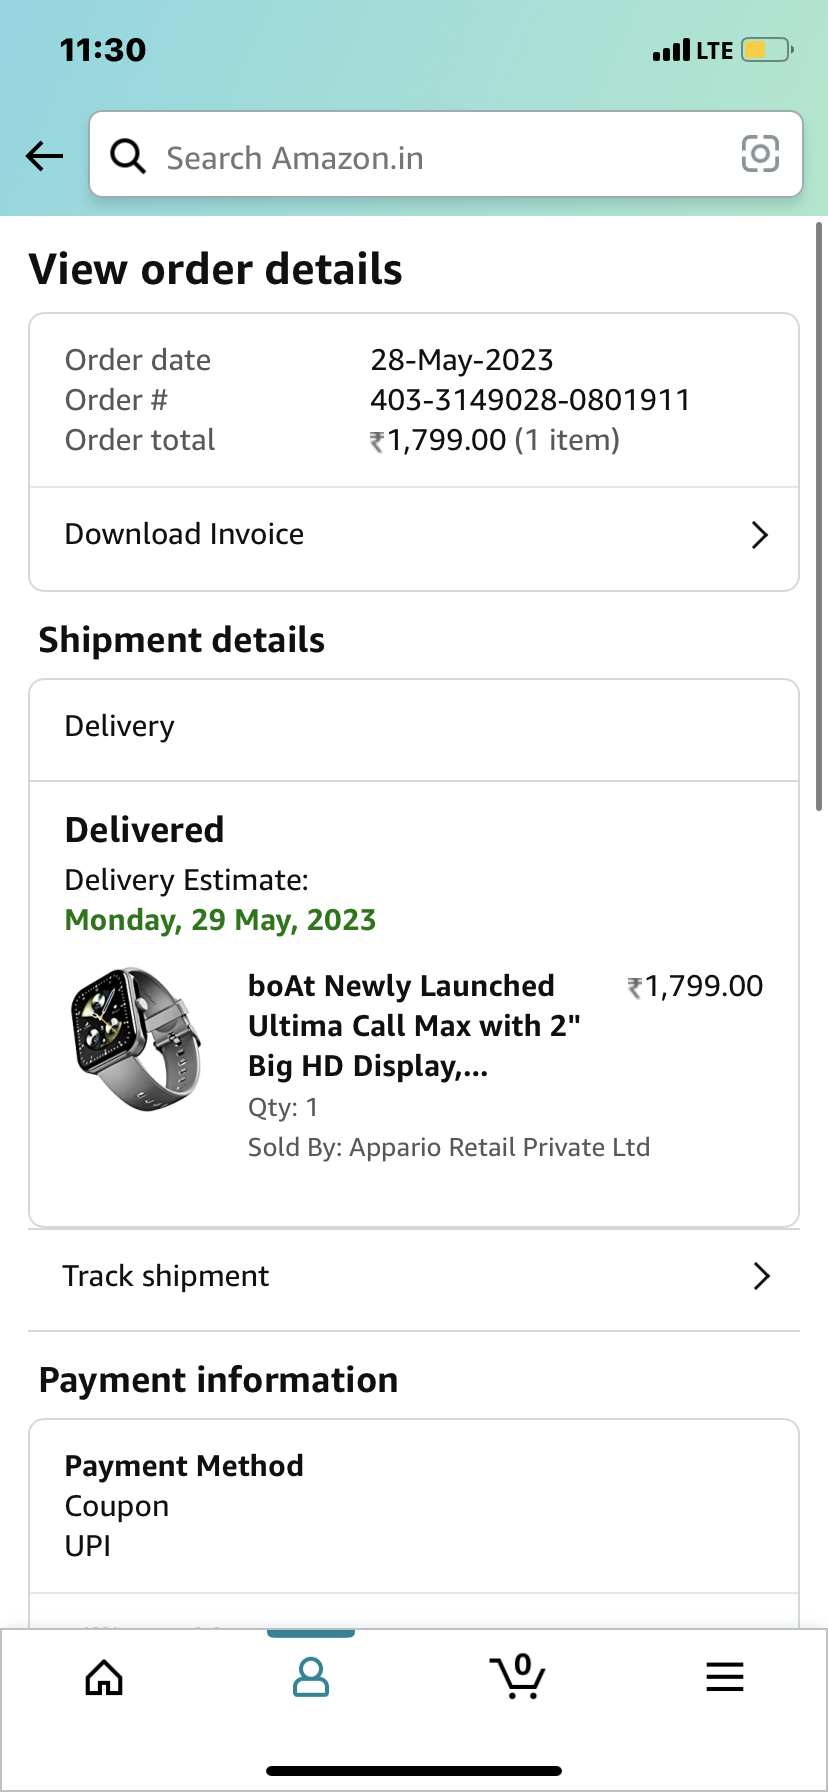 11:30
LTE
Search Amazon.in
View order details
Order date 28-May-2023
Order # 403-3149028-0801911
Order total ₹1,799.00 (1 item)
Download Invoice
Shipment details
Delivery
Delivered
Delivery Estimate:
Monday, 29 May, 2023
boAt Newly Launched ₹1,799.00
Ultima Call Max with 2"
Big HD Display,...
Qty: 1
Sold By: Appario Retail Private Ltd
Track shipment
Payment information
Payment Method
Coupon
UPI
0